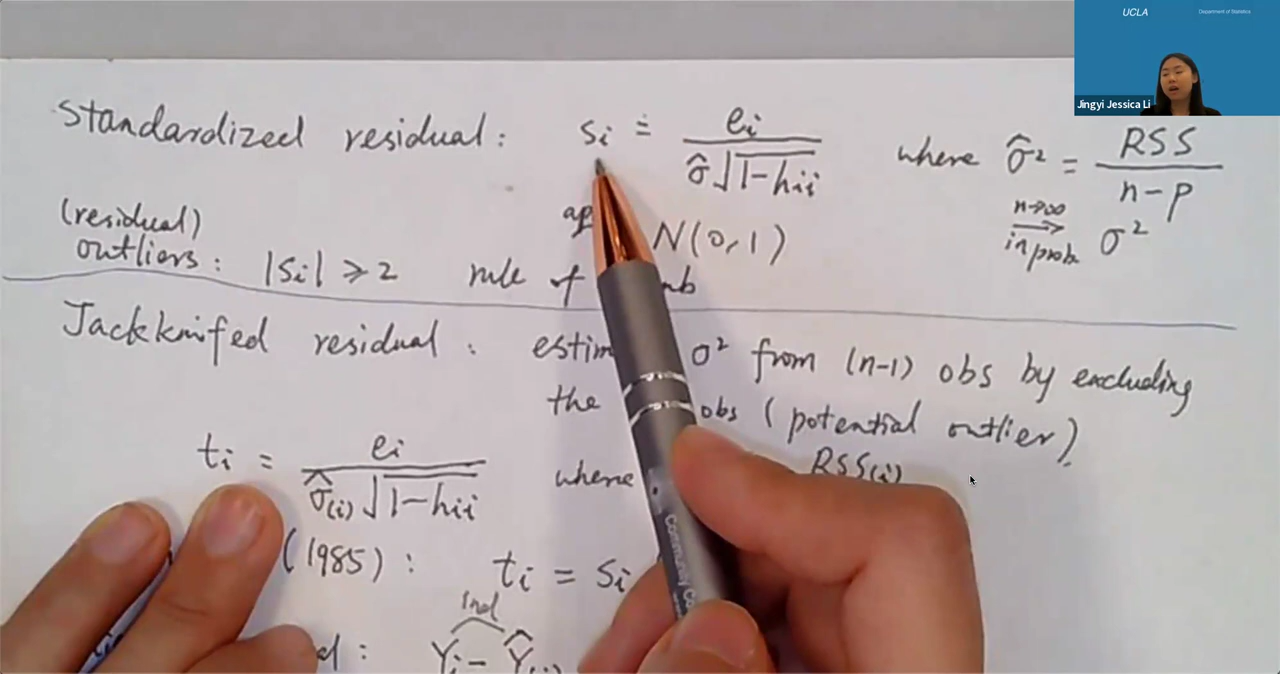 UCLA Department of Statistics
Jingyi Jessica Li
Standardized residual : si = ei / σ̂√1-hii where σ̂² = RSS / n-p
n→∞ → in prob. σ²
N(0,1)
(residual)
outliers : |si| ⩾ 2 rule of
Jackknifed residual : σ² from (n-1) obs by excluding
the obs (potential outlier).
ti = ei / σ̂(i)√1-hii where RSS(i)
(1985) : ti = si
ind
Yi - Ŷ(i)
Community